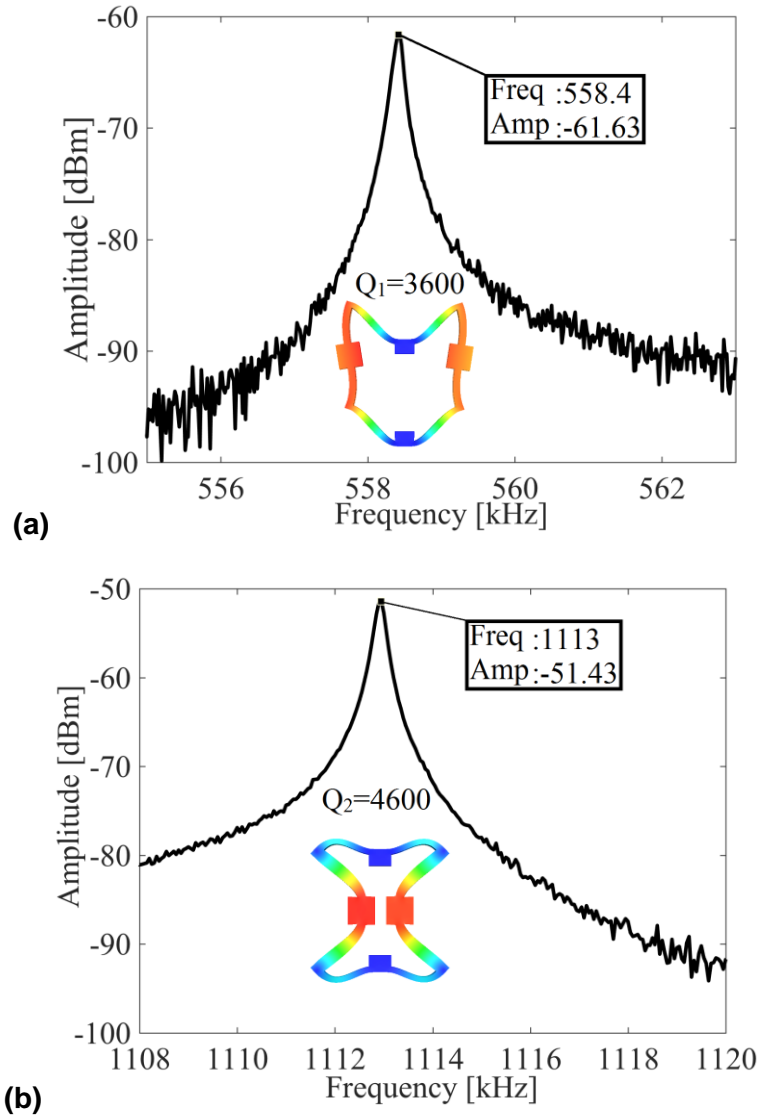 -60
-70
-80
-90
-100
Amplitude [dBm]
Freq :558.4
Amp :-61.63
Q₁=3600
556 558 560 562
Frequency [kHz]
(a)
-50
-60
-70
-80
-90
-100
Amplitude [dBm]
Freq :1113
Amp :-51.43
Q₂=4600
1108 1110 1112 1114 1116 1118 1120
Frequency [kHz]
(b)